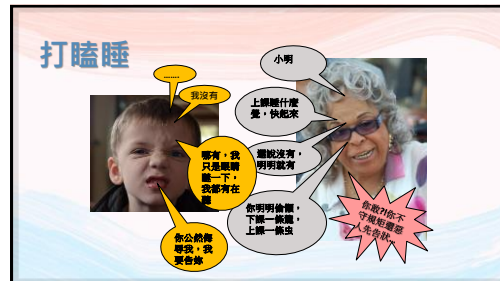 打瞌睡
小明
........
我沒有
上課睡什麼
覺，快起來
哪有，我
只是眼睛
閉一下，
我都有在
聽
還說沒有，
明明就有
你明明偷懶，
下課一條龍，
上課一條虫
你公然侮
辱我，我
要告妳
你敢?!你不
守規矩還惡
人先告狀...